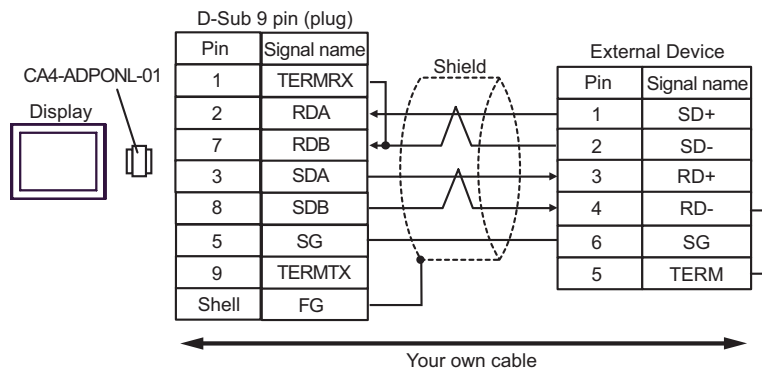 D-Sub 9 pin (plug)
Pin Signal name
1 TERMRX
2 RDA
7 RDB
3 SDA
8 SDB
5 SG
9 TERMTX
Shell FG
CA4-ADPONL-01
Display
Shield
External Device
Pin Signal name
1 SD+
2 SD-
3 RD+
4 RD-
6 SG
5 TERM
Your own cable